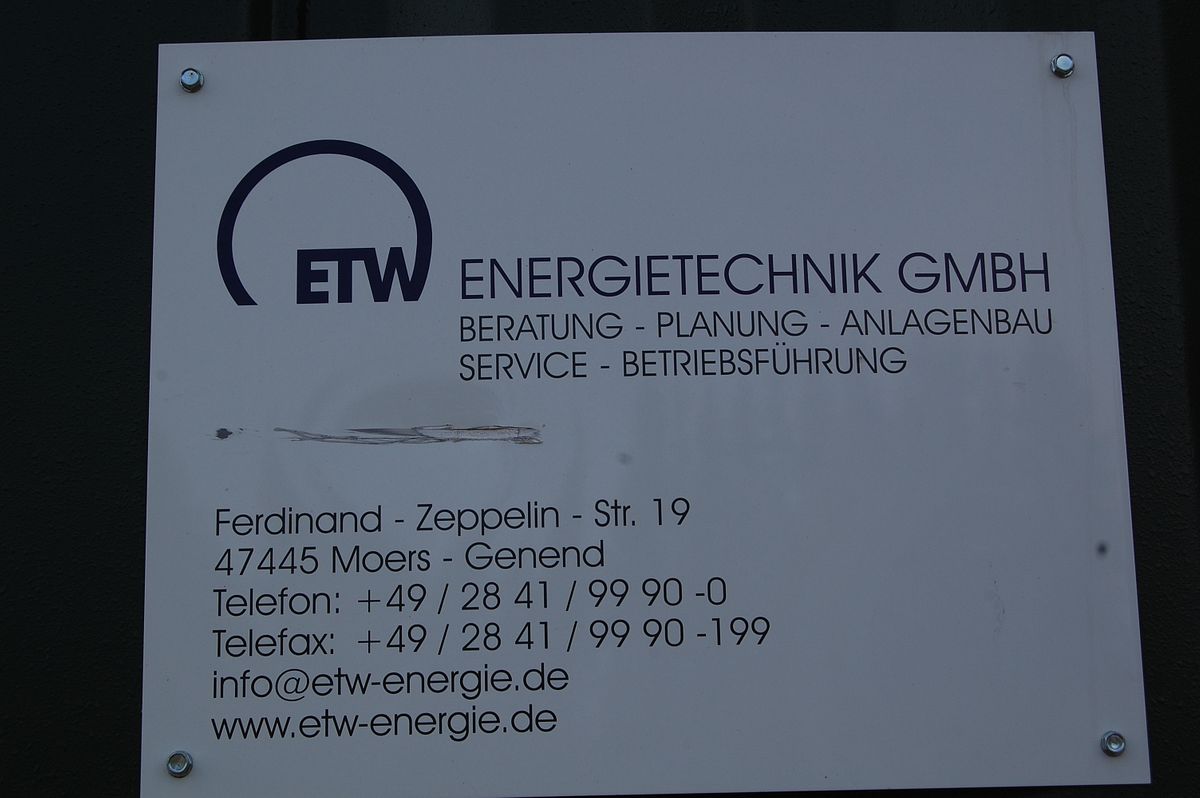 ETW ENERGIETECHNIK GMBH
BERATUNG - PLANUNG - ANLAGENBAU
SERVICE - BETRIEBSFÜHRUNG
Ferdinand - Zeppelin - Str. 19
47445 Moers - Genend
Telefon: +49 / 28 41 / 99 90 -0
Telefax: +49 / 28 41 / 99 90 -199
info@etw-energie.de
www.etw-energie.de